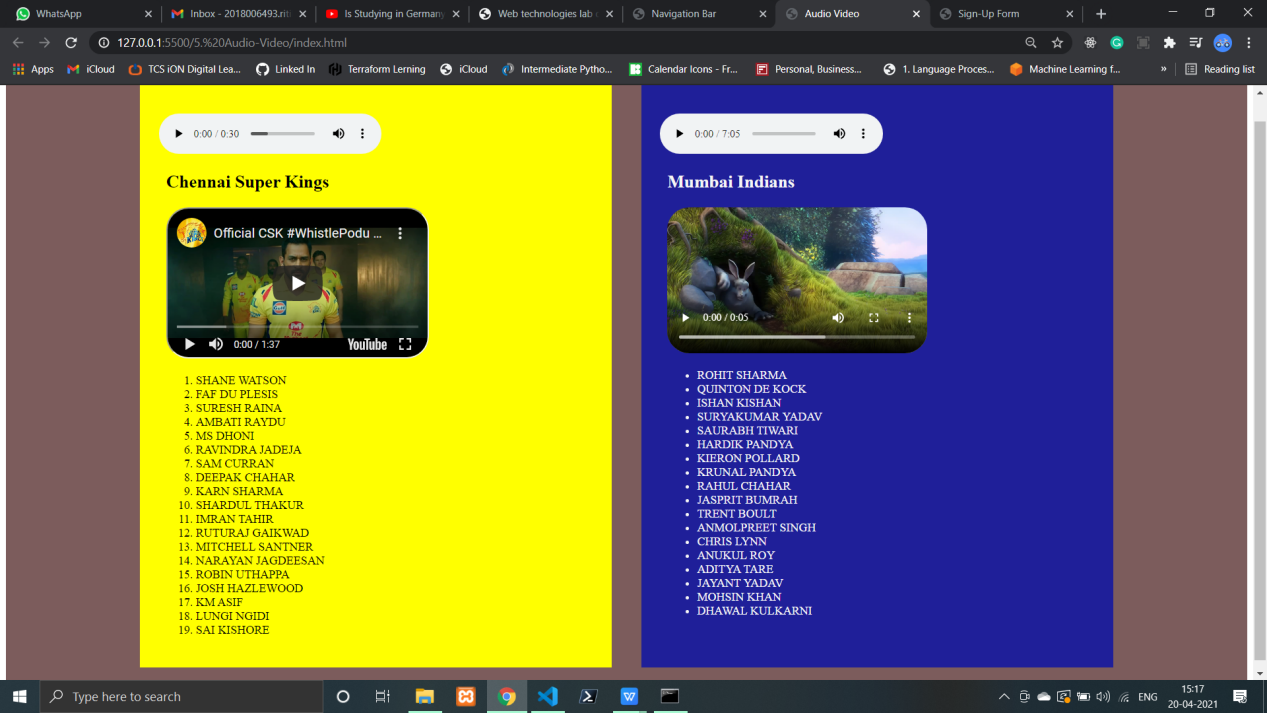 WhatsApp
Inbox - 2018006493.riti
Is Studying in Germany
Web technologies lab
Navigation Bar
Audio Video
Sign-Up Form
127.0.0.1:5500/5.%20Audio-Video/index.html
Apps
iCloud
TCS iON Digital Lea...
Linked In
Terraform Lerning
iCloud
Intermediate Pytho...
Calendar Icons - Fr...
Personal, Business...
1. Language Proces...
Machine Learning f...
»
Reading list
0:00 / 0:30
0:00 / 7:05
Chennai Super Kings
Official CSK #WhistlePodu ...
0:00 / 1:37
YouTube
1. SHANE WATSON
2. FAF DU PLESIS
3. SURESH RAINA
4. AMBATI RAYDU
5. MS DHONI
6. RAVINDRA JADEJA
7. SAM CURRAN
8. DEEPAK CHAHAR
9. KARN SHARMA
10. SHARDUL THAKUR
11. IMRAN TAHIR
12. RUTURAJ GAIKWAD
13. MITCHELL SANTNER
14. NARAYAN JAGDEESAN
15. ROBIN UTHAPPA
16. JOSH HAZLEWOOD
17. KM ASIF
18. LUNGI NGIDI
19. SAI KISHORE
Mumbai Indians
0:00 / 0:05
• ROHIT SHARMA
• QUINTON DE KOCK
• ISHAN KISHAN
• SURYAKUMAR YADAV
• SAURABH TIWARI
• HARDIK PANDYA
• KIERON POLLARD
• KRUNAL PANDYA
• RAHUL CHAHAR
• JASPRIT BUMRAH
• TRENT BOULT
• ANMOLPREET SINGH
• CHRIS LYNN
• ANUKUL ROY
• ADITYA TARE
• JAYANT YADAV
• MOHSIN KHAN
• DHAWAL KULKARNI
Type here to search
ENG
15:17
20-04-2021